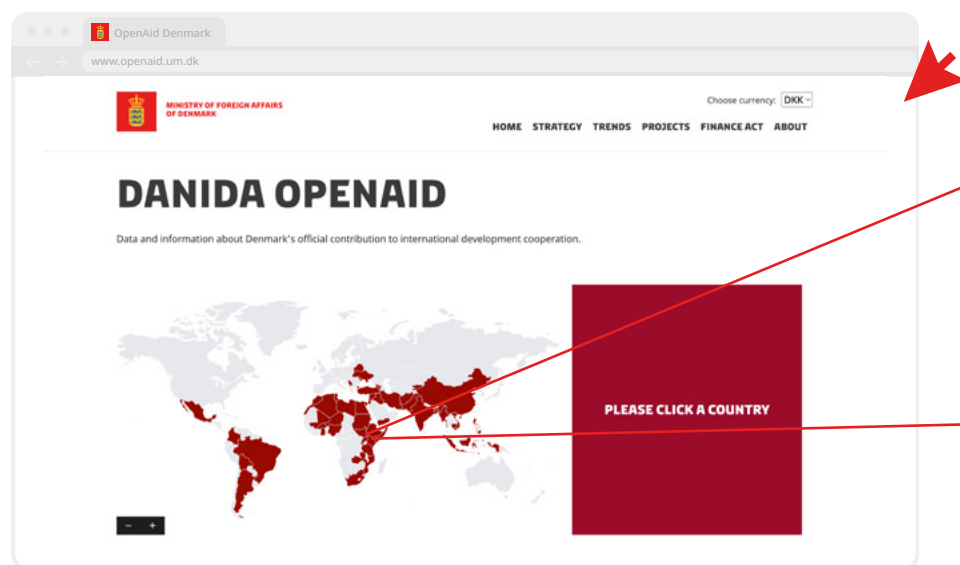 OpenAid Denmark
www.openaid.um.dk
MINISTRY OF FOREIGN AFFAIRS
OF DENMARK
Choose currency: DKK
HOME STRATEGY TRENDS PROJECTS FINANCE ACT ABOUT
DANIDA OPENAID
Data and information about Denmark's official contribution to international development cooperation.
PLEASE CLICK A COUNTRY
- +